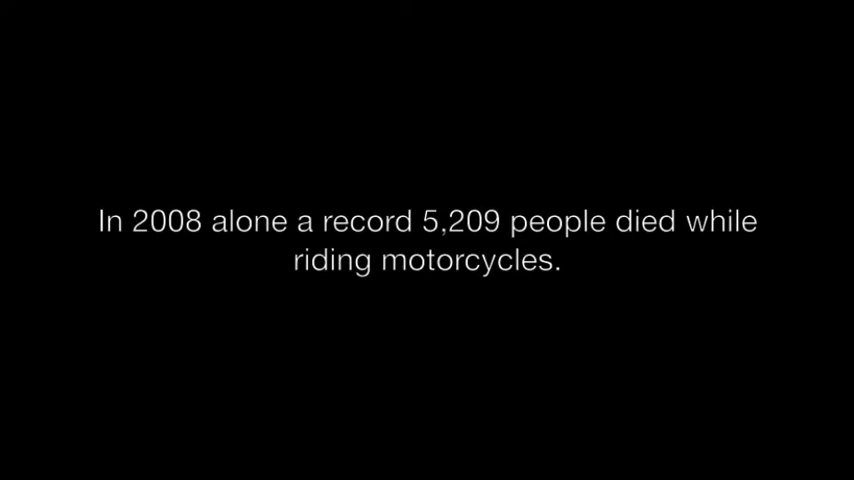 In 2008 alone a record 5,209 people died while
riding motorcycles.